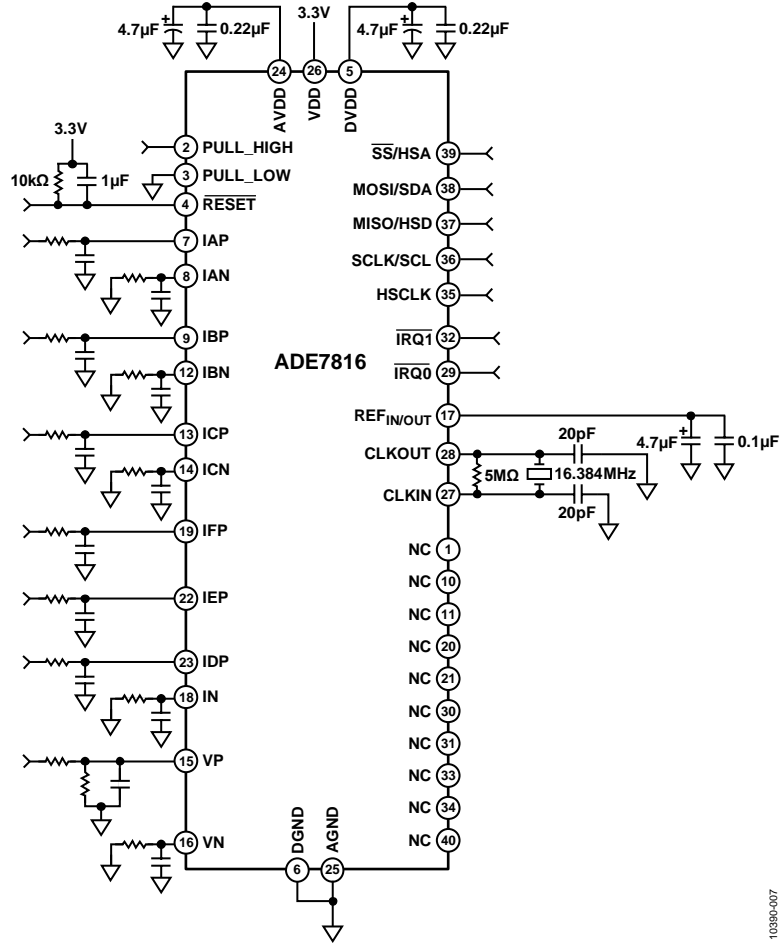 4.7µF
+
0.22µF
3.3V
4.7µF
+
0.22µF
24
26
5
AVDD
VDD
DVDD
3.3V
10kΩ
1µF
2 PULL_HIGH
3 PULL_LOW
4 RESET
7 IAP
8 IAN
9 IBP
12 IBN
13 ICP
14 ICN
19 IFP
22 IEP
23 IDP
18 IN
15 VP
16 VN
ADE7816
SS/HSA 39
MOSI/SDA 38
MISO/HSD 37
SCLK/SCL 36
HSCLK 35
IRQ1 32
IRQ0 29
REFIN/OUT 17
4.7µF
+
0.1µF
CLKOUT 28
20pF
5MΩ
16.384MHz
CLKIN 27
20pF
NC 1
NC 10
NC 11
NC 20
NC 21
NC 30
NC 31
NC 33
NC 34
NC 40
DGND
AGND
6
25
10390-007